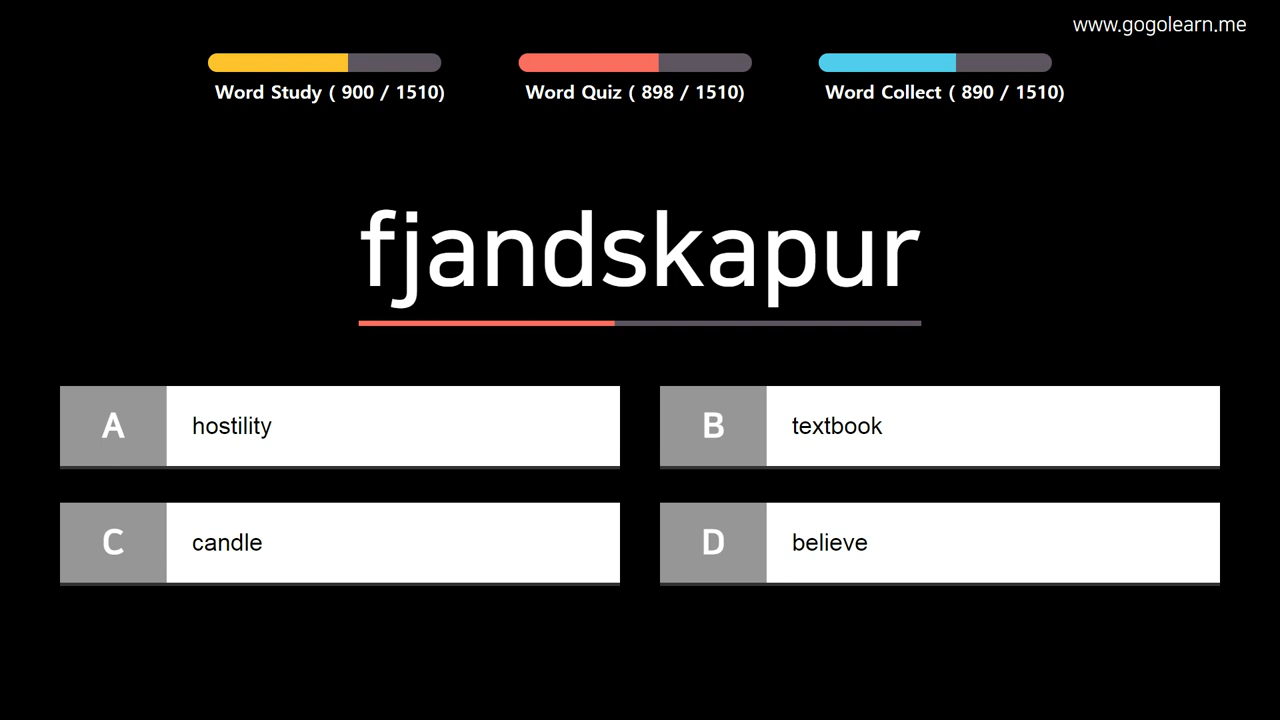 www.gogolearn.me
Word Study ( 900 / 1510)
Word Quiz ( 898 / 1510)
Word Collect ( 890 / 1510)
fjandskapur
A hostility
B textbook
C candle
D believe